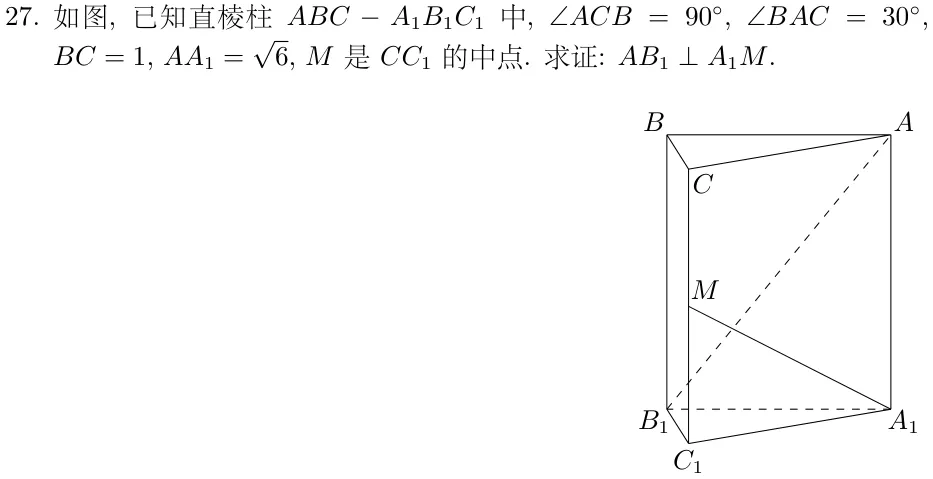 27. 如图, 已知直棱柱 ABC − A₁B₁C₁ 中, ∠ACB = 90°, ∠BAC = 30°,
BC = 1, AA₁ = √6, M 是 CC₁ 的中点. 求证: AB₁ ⊥ A₁M.
B A
C
M
B₁ A₁
C₁